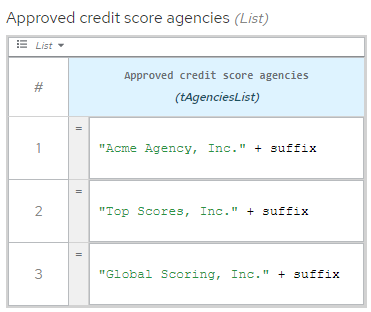 Approved credit score agencies (List)
List
# Approved credit score agencies
(tAgenciesList)
1 = "Acme Agency, Inc." + suffix
2 = "Top Scores, Inc." + suffix
3 = "Global Scoring, Inc." + suffix